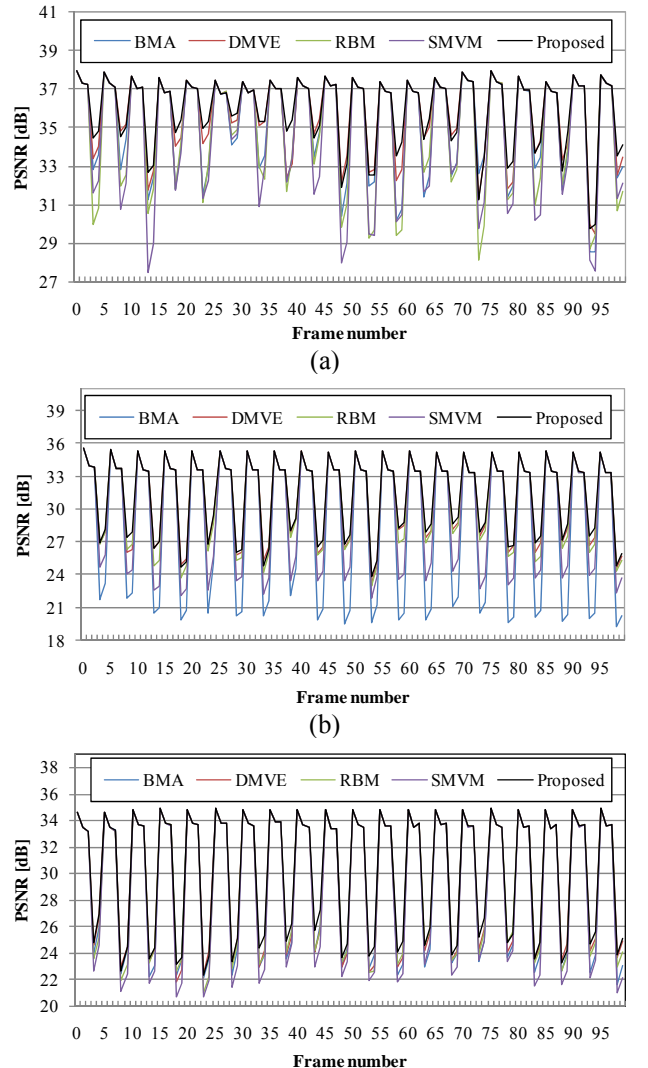 41
39
37
35
33
31
29
27
PSNR [dB]
BMA DMVE RBM SMVM Proposed
0 5 10 15 20 25 30 35 40 45 50 55 60 65 70 75 80 85 90 95
Frame number
(a)
39
36
33
30
27
24
21
18
PSNR [dB]
BMA DMVE RBM SMVM Proposed
0 5 10 15 20 25 30 35 40 45 50 55 60 65 70 75 80 85 90 95
Frame number
(b)
38
36
34
32
30
28
26
24
22
20
PSNR [dB]
BMA DMVE RBM SMVM Proposed
0 5 10 15 20 25 30 35 40 45 50 55 60 65 70 75 80 85 90 95
Frame number